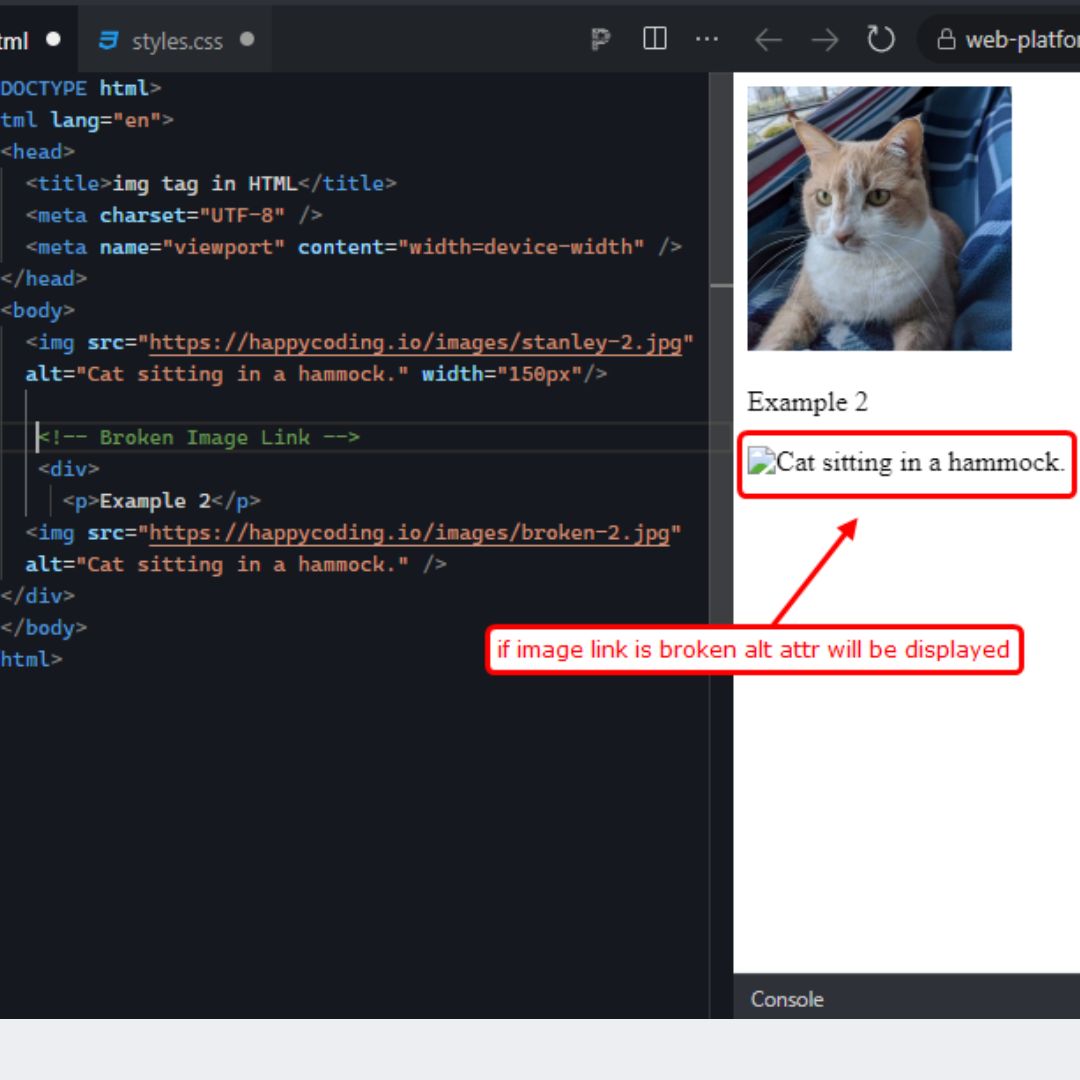 tml
styles.css
web-platfor
DOCTYPE html>
tml lang="en">
<head>
<title>img tag in HTML</title>
<meta charset="UTF-8" />
<meta name="viewport" content="width=device-width" />
</head>
<body>
<img src="https://happycoding.io/images/stanley-2.jpg"
alt="Cat sitting in a hammock." width="150px"/>
<!-- Broken Image Link -->
<div>
<p>Example 2</p>
<img src="https://happycoding.io/images/broken-2.jpg"
alt="Cat sitting in a hammock." />
</div>
</body>
html>
Example 2
Cat sitting in a hammock.
if image link is broken alt attr will be displayed
Console